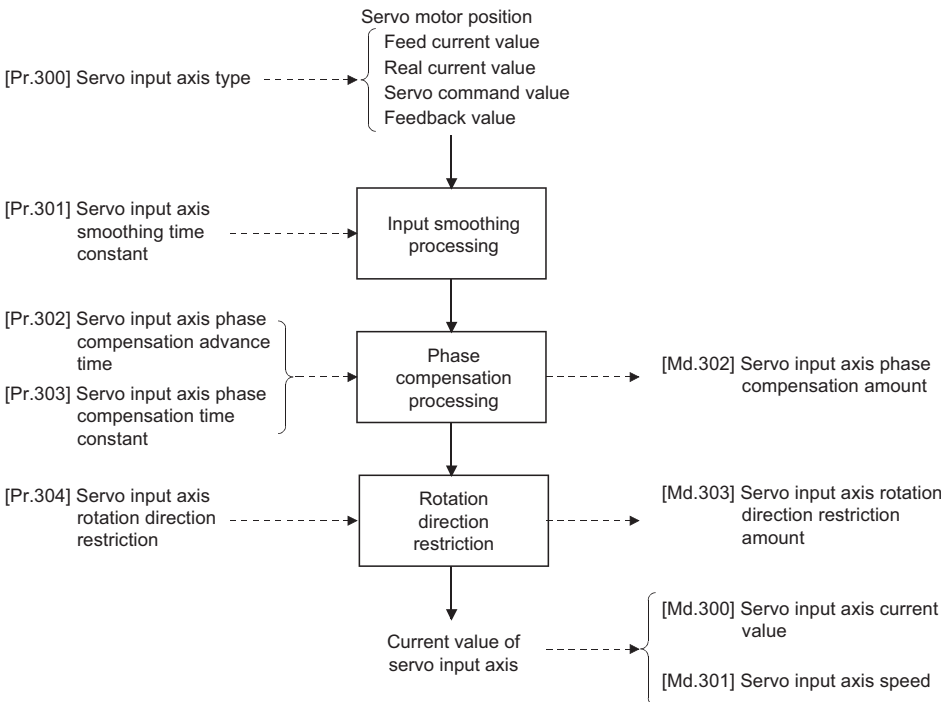 Servo motor position
Feed current value
Real current value
Servo command value
Feedback value
[Pr.300] Servo input axis type
[Pr.301] Servo input axis
smoothing time
constant
Input smoothing
processing
[Pr.302] Servo input axis phase
compensation advance
time
[Pr.303] Servo input axis phase
compensation time
constant
Phase
compensation
processing
[Md.302] Servo input axis phase
compensation amount
[Pr.304] Servo input axis
rotation direction
restriction
Rotation
direction
restriction
[Md.303] Servo input axis rotation
direction restriction
amount
Current value of
servo input axis
[Md.300] Servo input axis current
value
[Md.301] Servo input axis speed